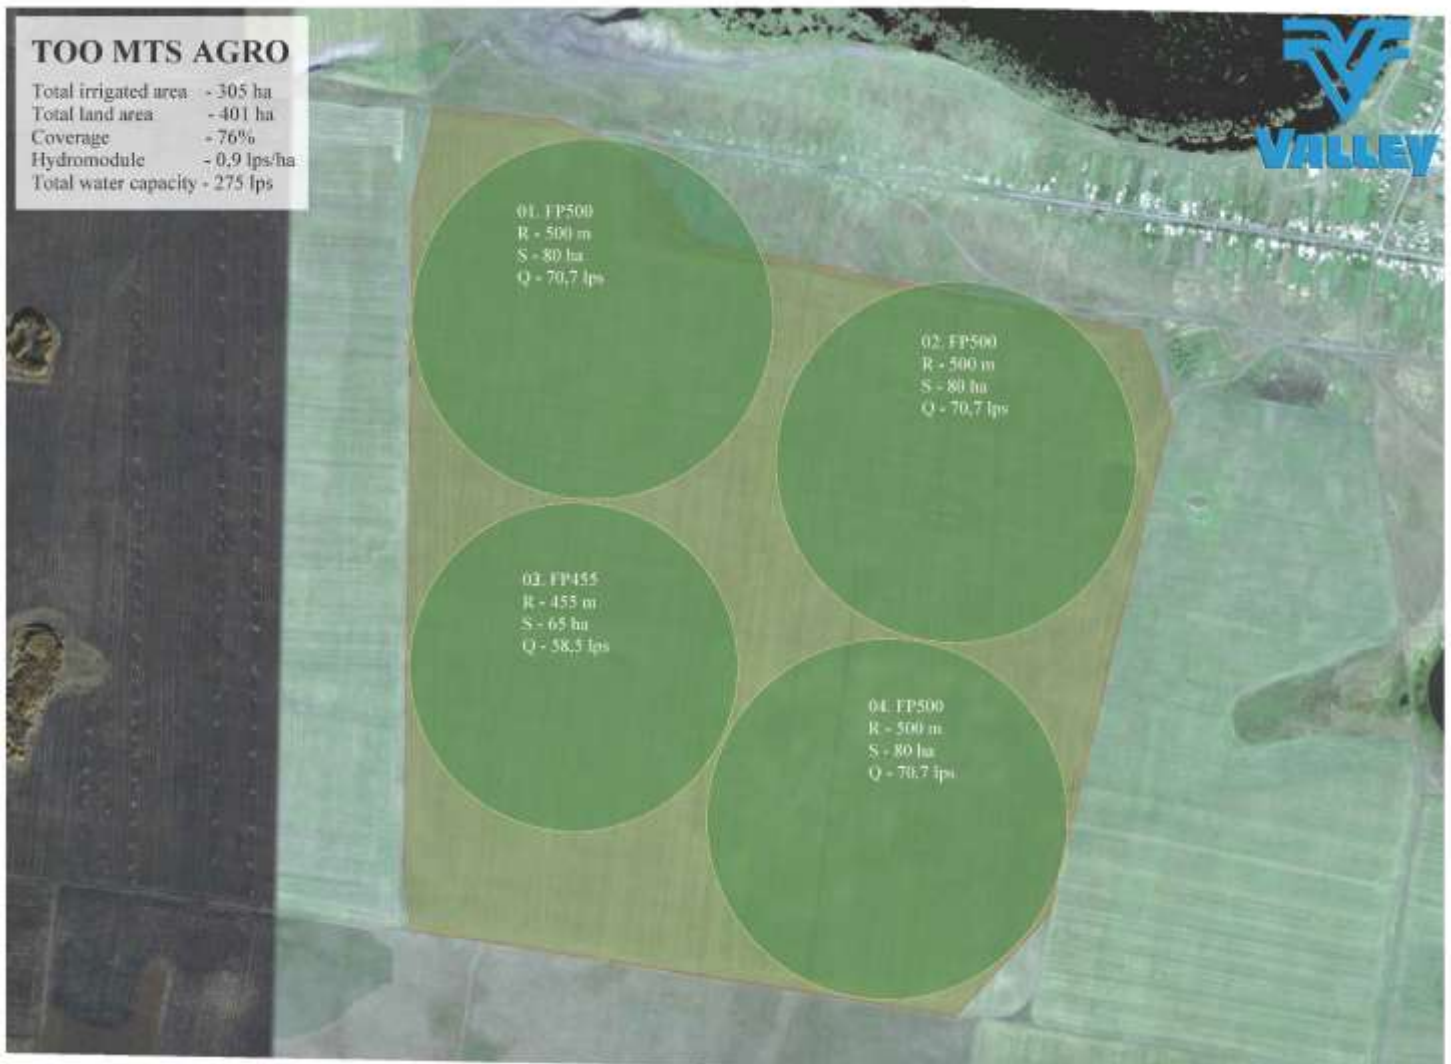 TOO MTS AGRO
Total irrigated area - 305 ha
Total land area - 401 ha
Coverage - 76%
Hydromodule - 0,9 lps/ha
Total water capacity - 275 lps
VALLEY
01. FP500
R - 500 m
S - 80 ha
Q - 70,7 lps
02. FP500
R - 500 m
S - 80 ha
Q - 70,7 lps
03. FP455
R - 455 m
S - 65 ha
Q - 58,5 lps
04. FP500
R - 500 m
S - 80 ha
Q - 70,7 lps